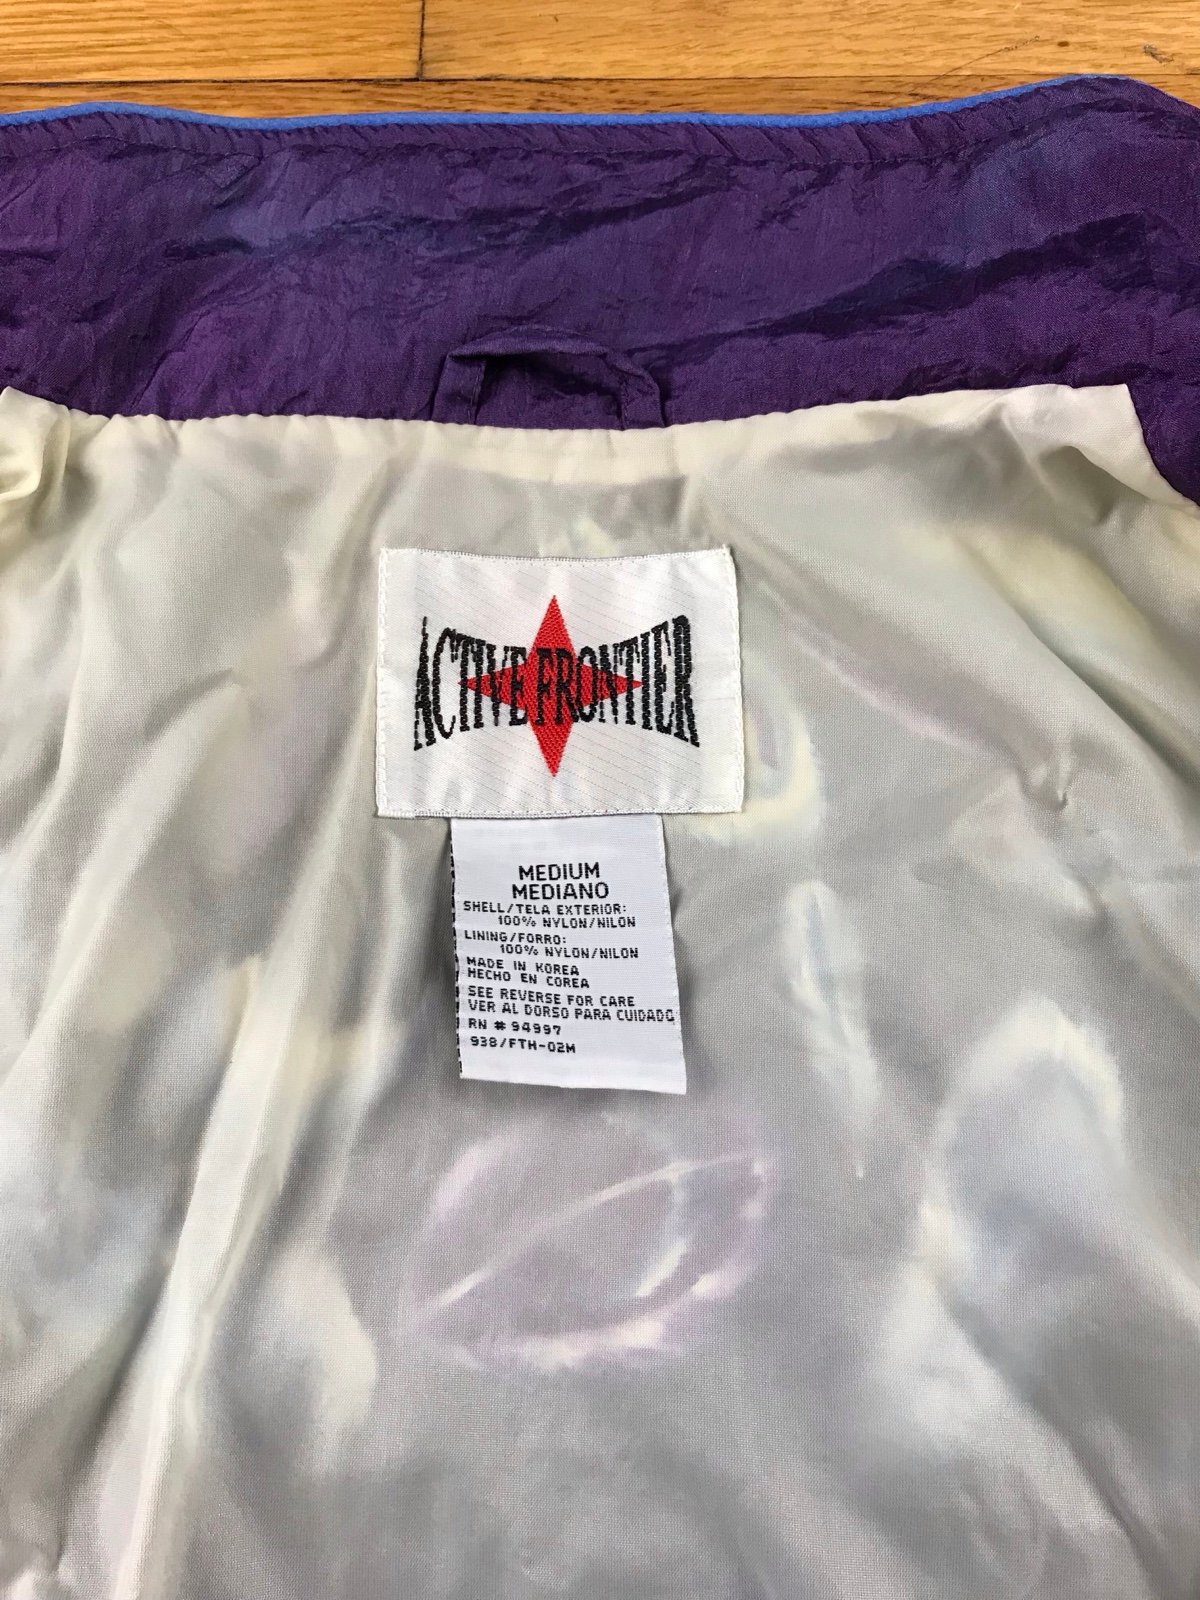 ACTIVE FRONTIER
MEDIUM
MEDIANO
SHELL/TELA EXTERIOR:
100% NYLON/NILON
LINING/FORRO:
100% NYLON/NILON
MADE IN KOREA
HECHO EN COREA
SEE REVERSE FOR CARE
VER AL DORSO PARA CUIDADO
RN # 94997
938/FTH-02M